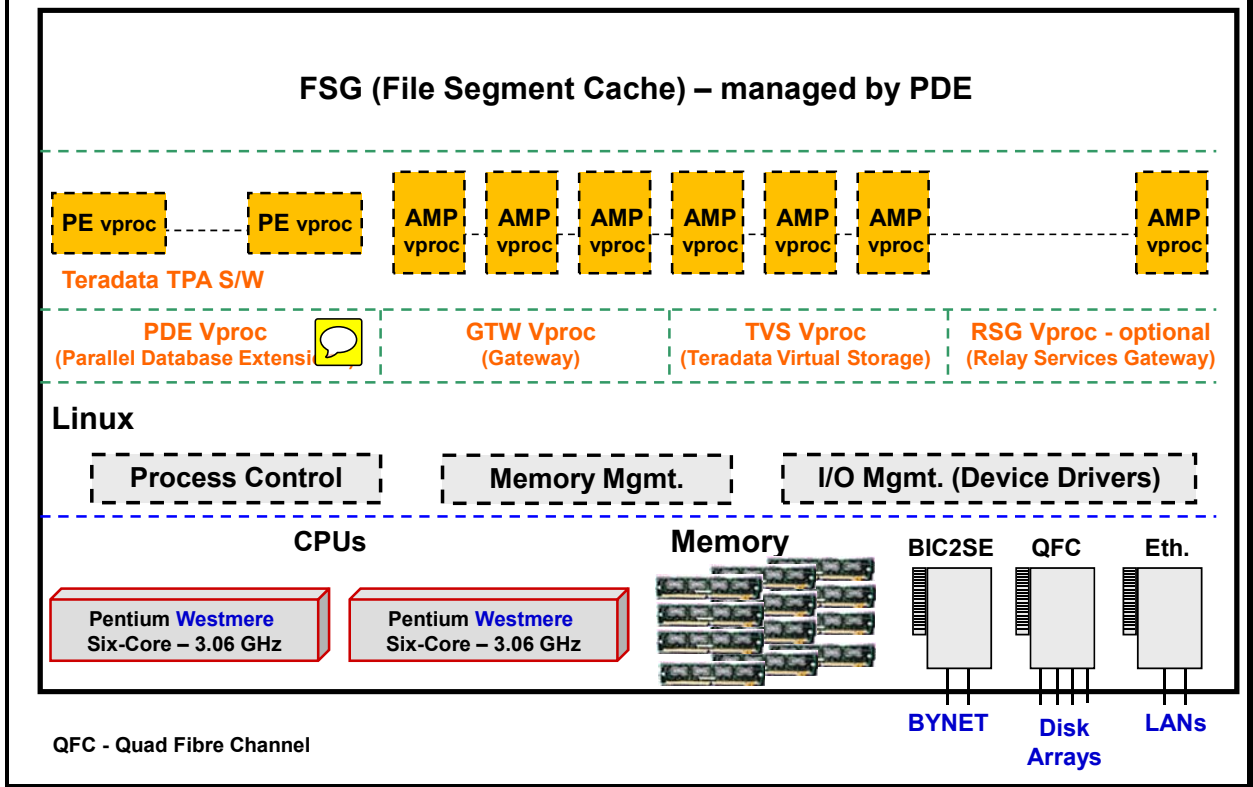 FSG (File Segment Cache) – managed by PDE
PE vproc
PE vproc
AMP
vproc
AMP
vproc
AMP
vproc
AMP
vproc
AMP
vproc
AMP
vproc
AMP
vproc
Teradata TPA S/W
PDE Vproc
(Parallel Database Extensi
GTW Vproc
(Gateway)
TVS Vproc
(Teradata Virtual Storage)
RSG Vproc - optional
(Relay Services Gateway)
Linux
Process Control
Memory Mgmt.
I/O Mgmt. (Device Drivers)
CPUs
Memory
BIC2SE
QFC
Eth.
Pentium Westmere
Six-Core – 3.06 GHz
Pentium Westmere
Six-Core – 3.06 GHz
BYNET
Disk
Arrays
LANs
QFC - Quad Fibre Channel